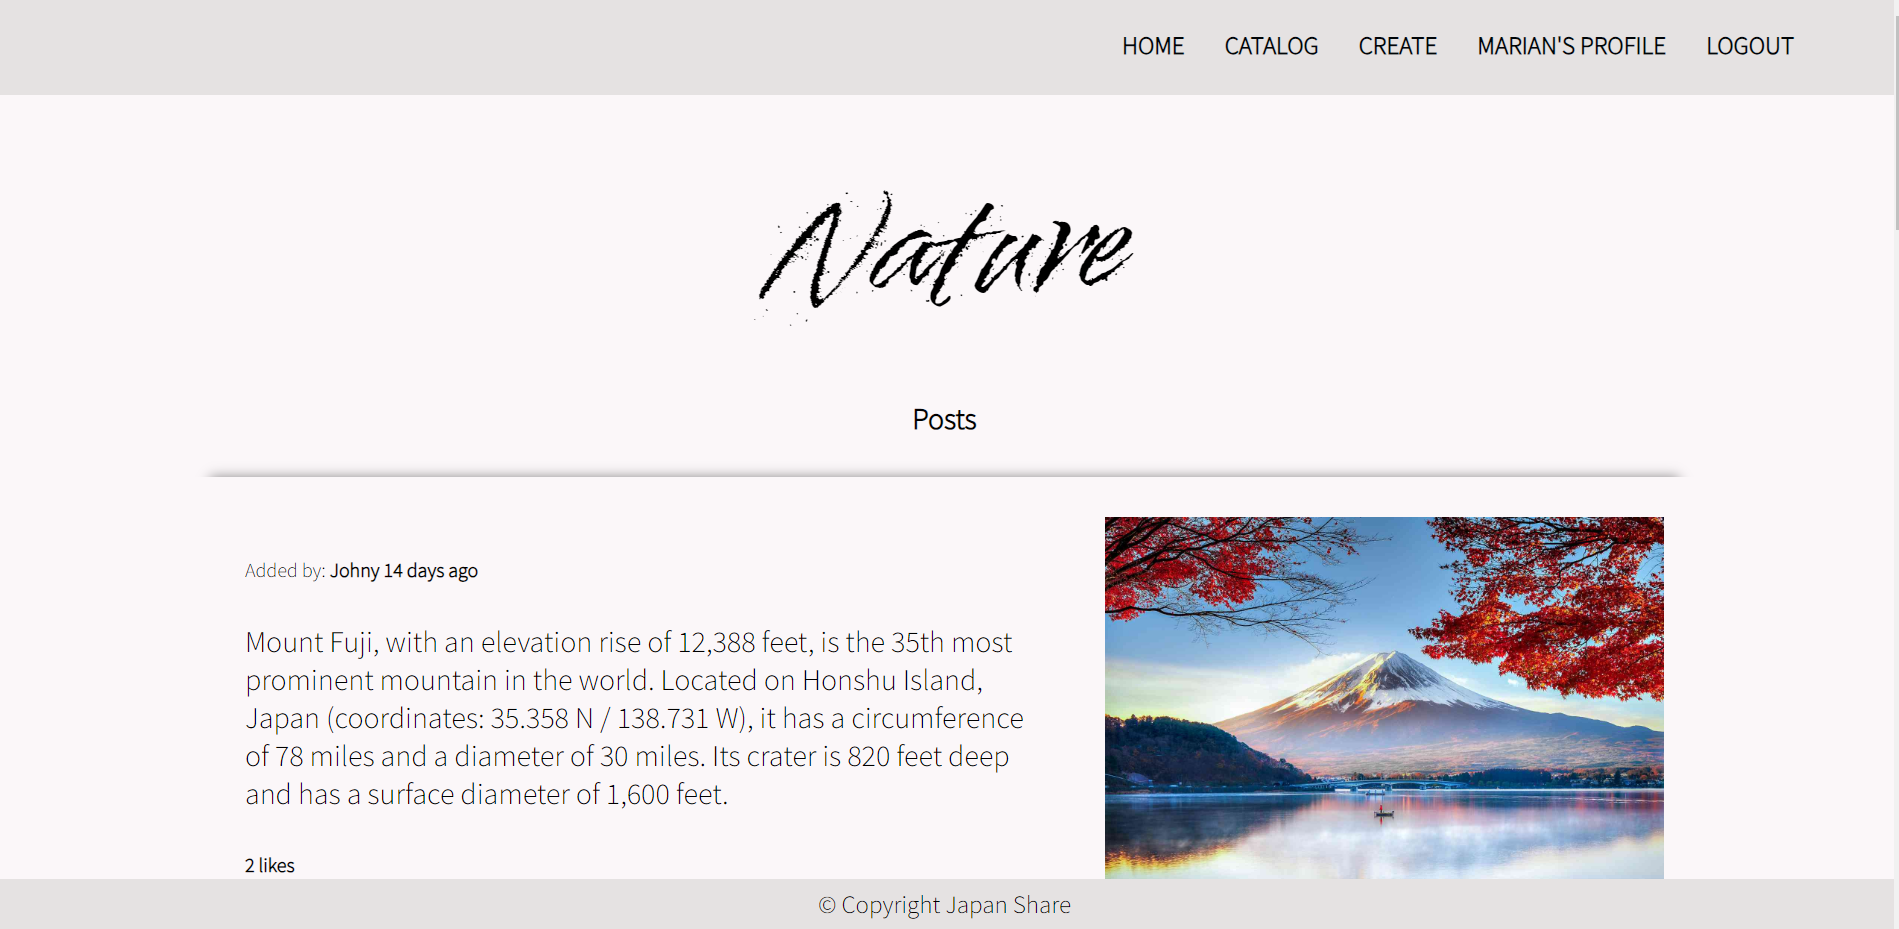 HOME CATALOG CREATE MARIAN'S PROFILE LOGOUT
Nature
Posts
Added by: Johny 14 days ago
Mount Fuji, with an elevation rise of 12,388 feet, is the 35th most
prominent mountain in the world. Located on Honshu Island,
Japan (coordinates: 35.358 N / 138.731 W), it has a circumference
of 78 miles and a diameter of 30 miles. Its crater is 820 feet deep
and has a surface diameter of 1,600 feet.
2 likes
© Copyright Japan Share